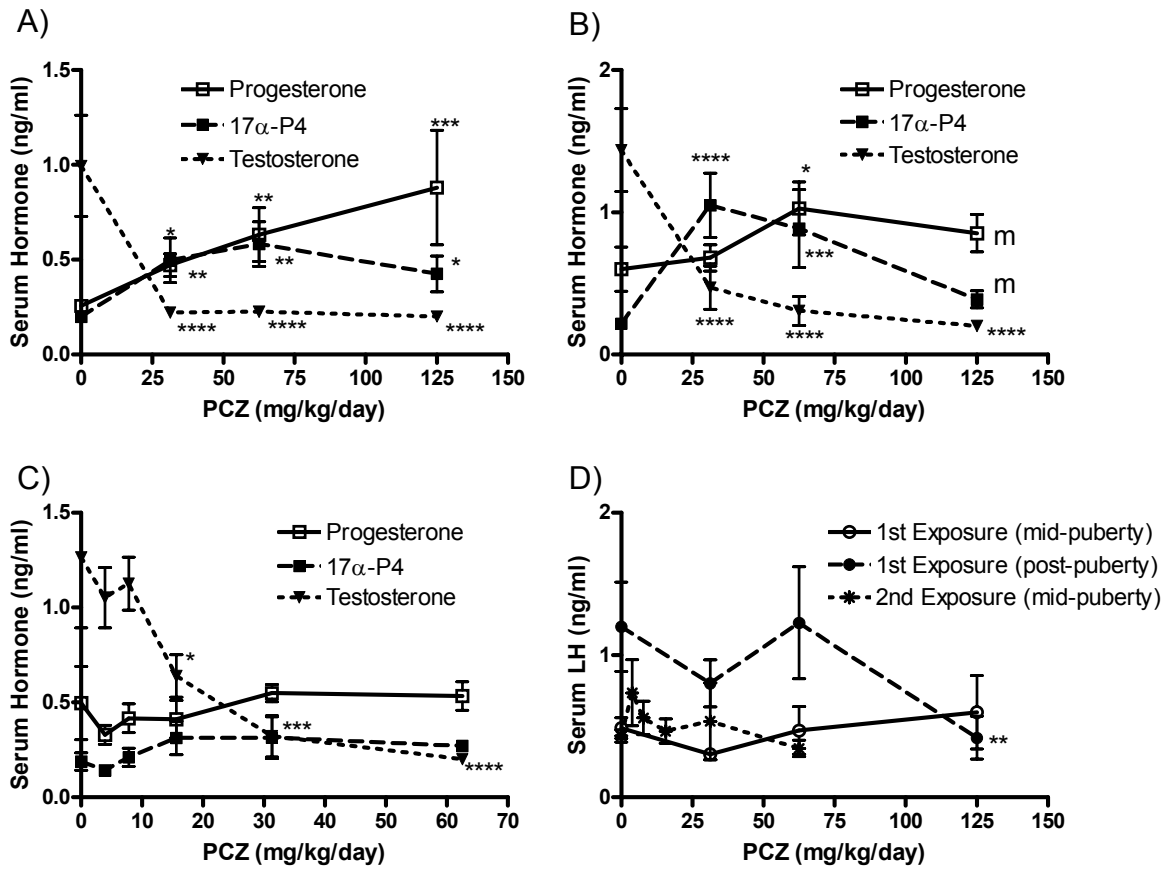 A)
Serum Hormone (ng/ml)
1.5
1.0
0.5
0.0
Progesterone
17α-P4
Testosterone
***
**
*
**
**
*
****
****
****
0
25
50
75
100
125
150
PCZ (mg/kg/day)
B)
Serum Hormone (ng/ml)
2
1
0
Progesterone
17α-P4
Testosterone
****
*
m
***
m
****
****
****
0
25
50
75
100
125
150
PCZ (mg/kg/day)
C)
Serum Hormone (ng/ml)
1.5
1.0
0.5
0.0
Progesterone
17α-P4
Testosterone
*
***
****
0
10
20
30
40
50
60
70
PCZ (mg/kg/day)
D)
Serum LH (ng/ml)
2
1
0
1st Exposure (mid-puberty)
1st Exposure (post-puberty)
2nd Exposure (mid-puberty)
**
0
25
50
75
100
125
150
PCZ (mg/kg/day)